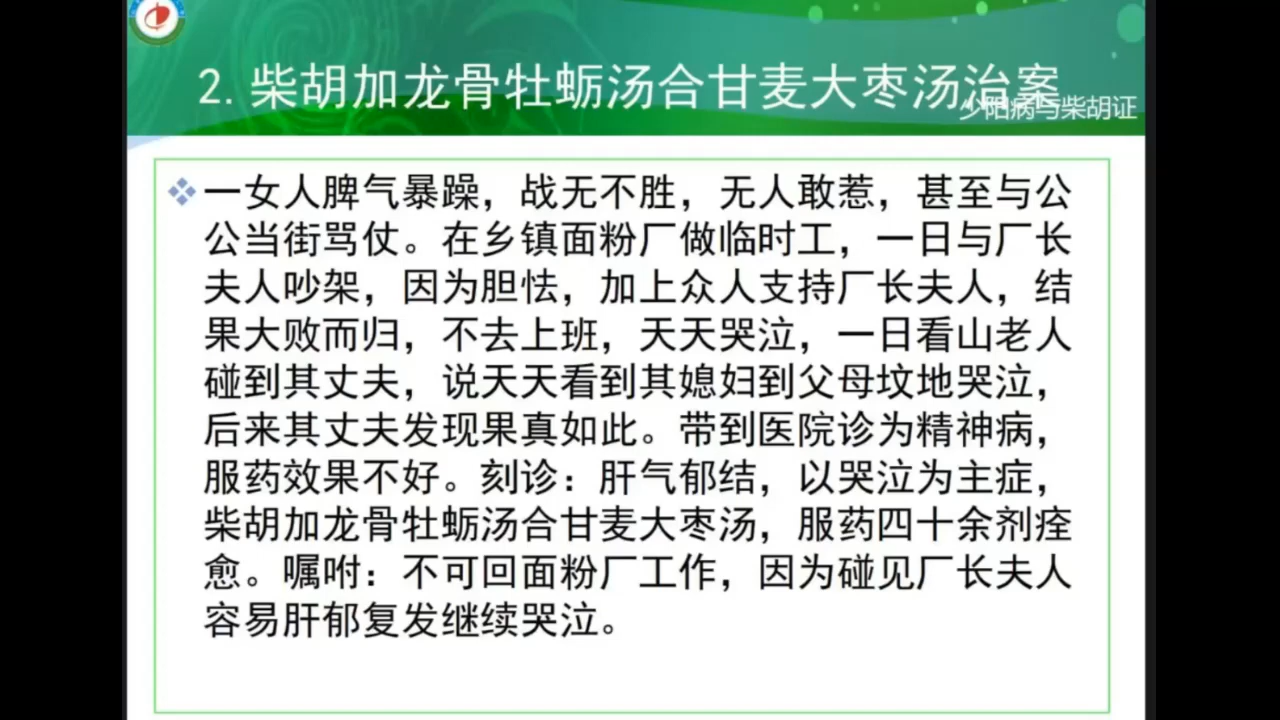 2.柴胡加龙骨牡蛎汤合甘麦大枣汤治案
少阳病与柴胡证
一女人脾气暴躁，战无不胜，无人敢惹，甚至与公
公当街骂仗。在乡镇面粉厂做临时工，一日与厂长
夫人吵架，因为胆怯，加上众人支持厂长夫人，结
果大败而归，不去上班，天天哭泣，一日看山老人
碰到其丈夫，说天天看到其媳妇到父母坟地哭泣，
后来其丈夫发现果真如此。带到医院诊为精神病，
服药效果不好。刻诊：肝气郁结，以哭泣为主症，
柴胡加龙骨牡蛎汤合甘麦大枣汤，服药四十余剂痊
愈。嘱咐：不可回面粉厂工作，因为碰见厂长夫人
容易肝郁复发继续哭泣。